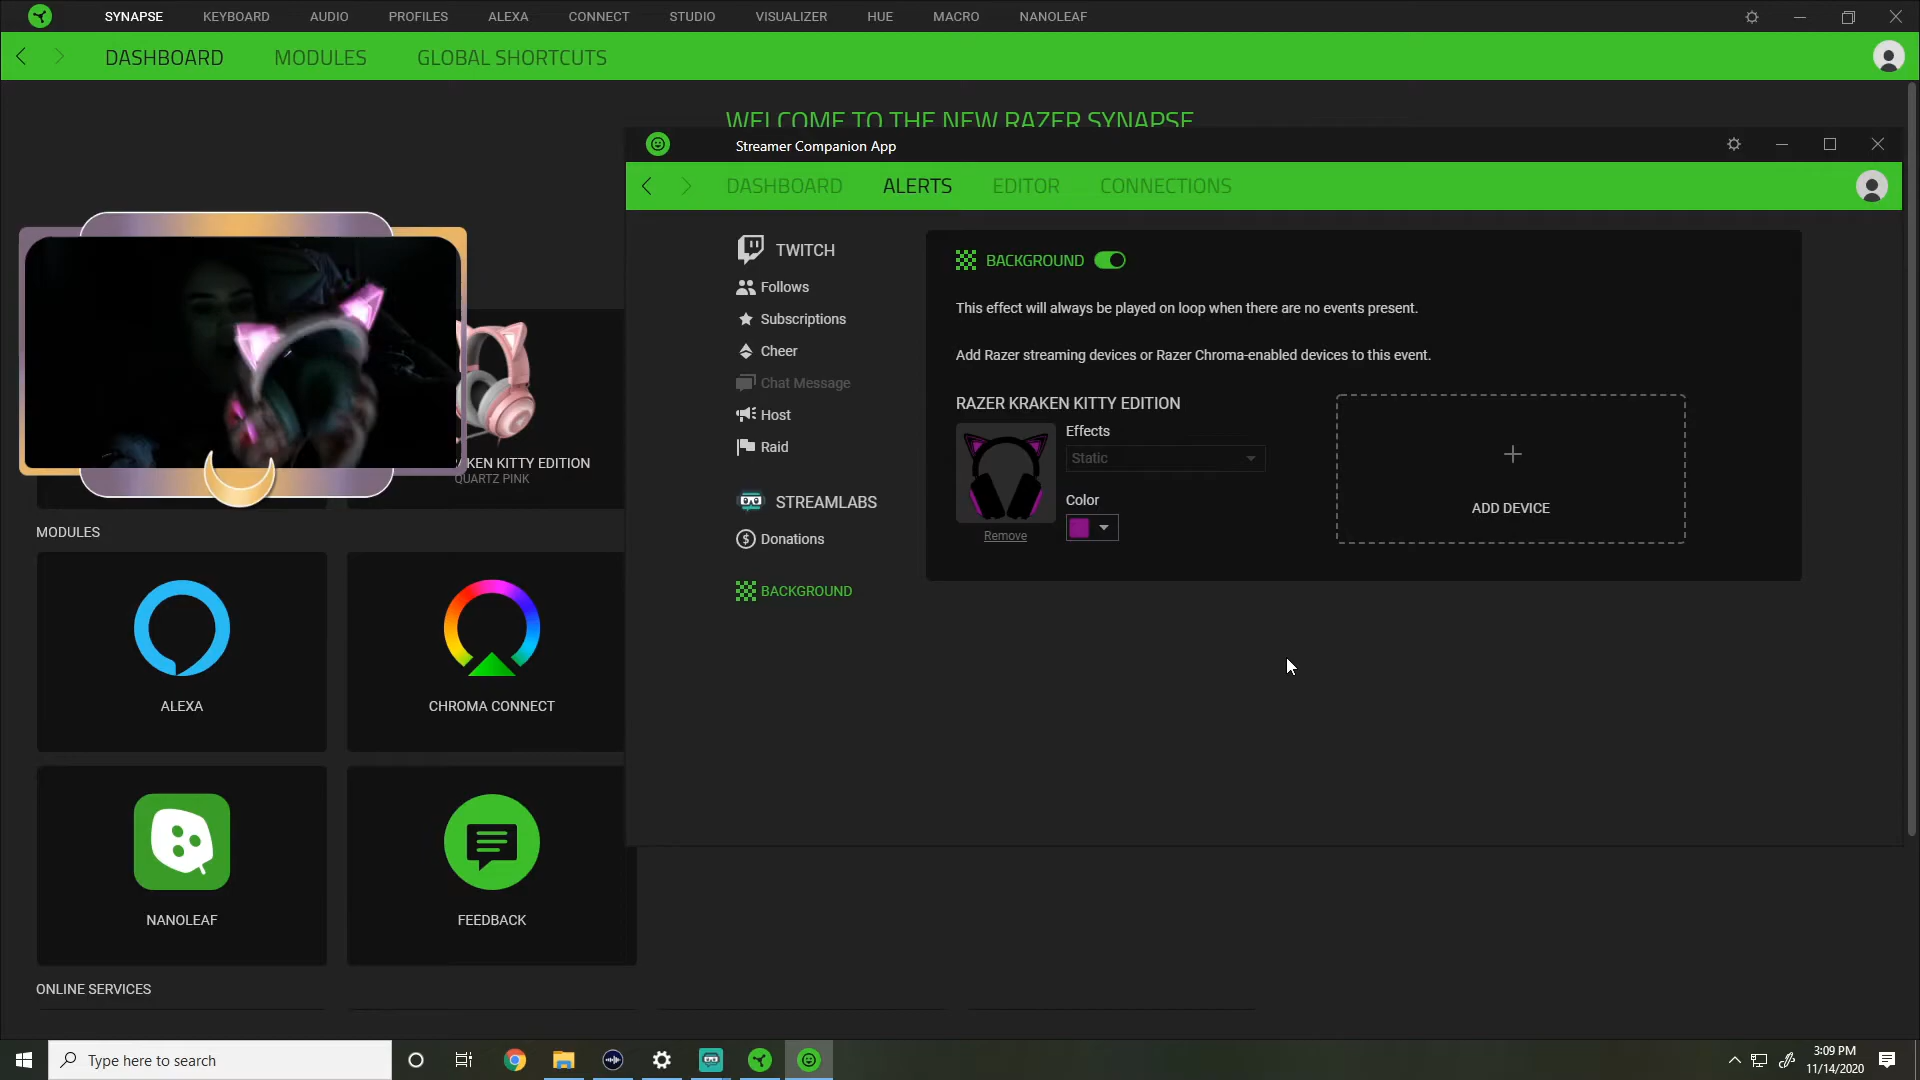 SYNAPSE KEYBOARD AUDIO PROFILES ALEXA CONNECT STUDIO VISUALIZER HUE MACRO NANOLEAF
DASHBOARD MODULES GLOBAL SHORTCUTS
WELCOME TO THE NEW RAZER SYNAPSE
Streamer Companion App
DASHBOARD ALERTS EDITOR CONNECTIONS
TWITCH
Follows
Subscriptions
Cheer
Chat Message
Host
Raid
STREAMLABS
Donations
BACKGROUND
BACKGROUND
This effect will always be played on loop when there are no events present.
Add Razer streaming devices or Razer Chroma-enabled devices to this event.
RAZER KRAKEN KITTY EDITION
Effects
Static
Color
Remove
ADD DEVICE
KEN KITTY EDITION
QUARTZ PINK
MODULES
ALEXA
CHROMA CONNECT
NANOLEAF
FEEDBACK
ONLINE SERVICES
Type here to search
3:09 PM
11/14/2020